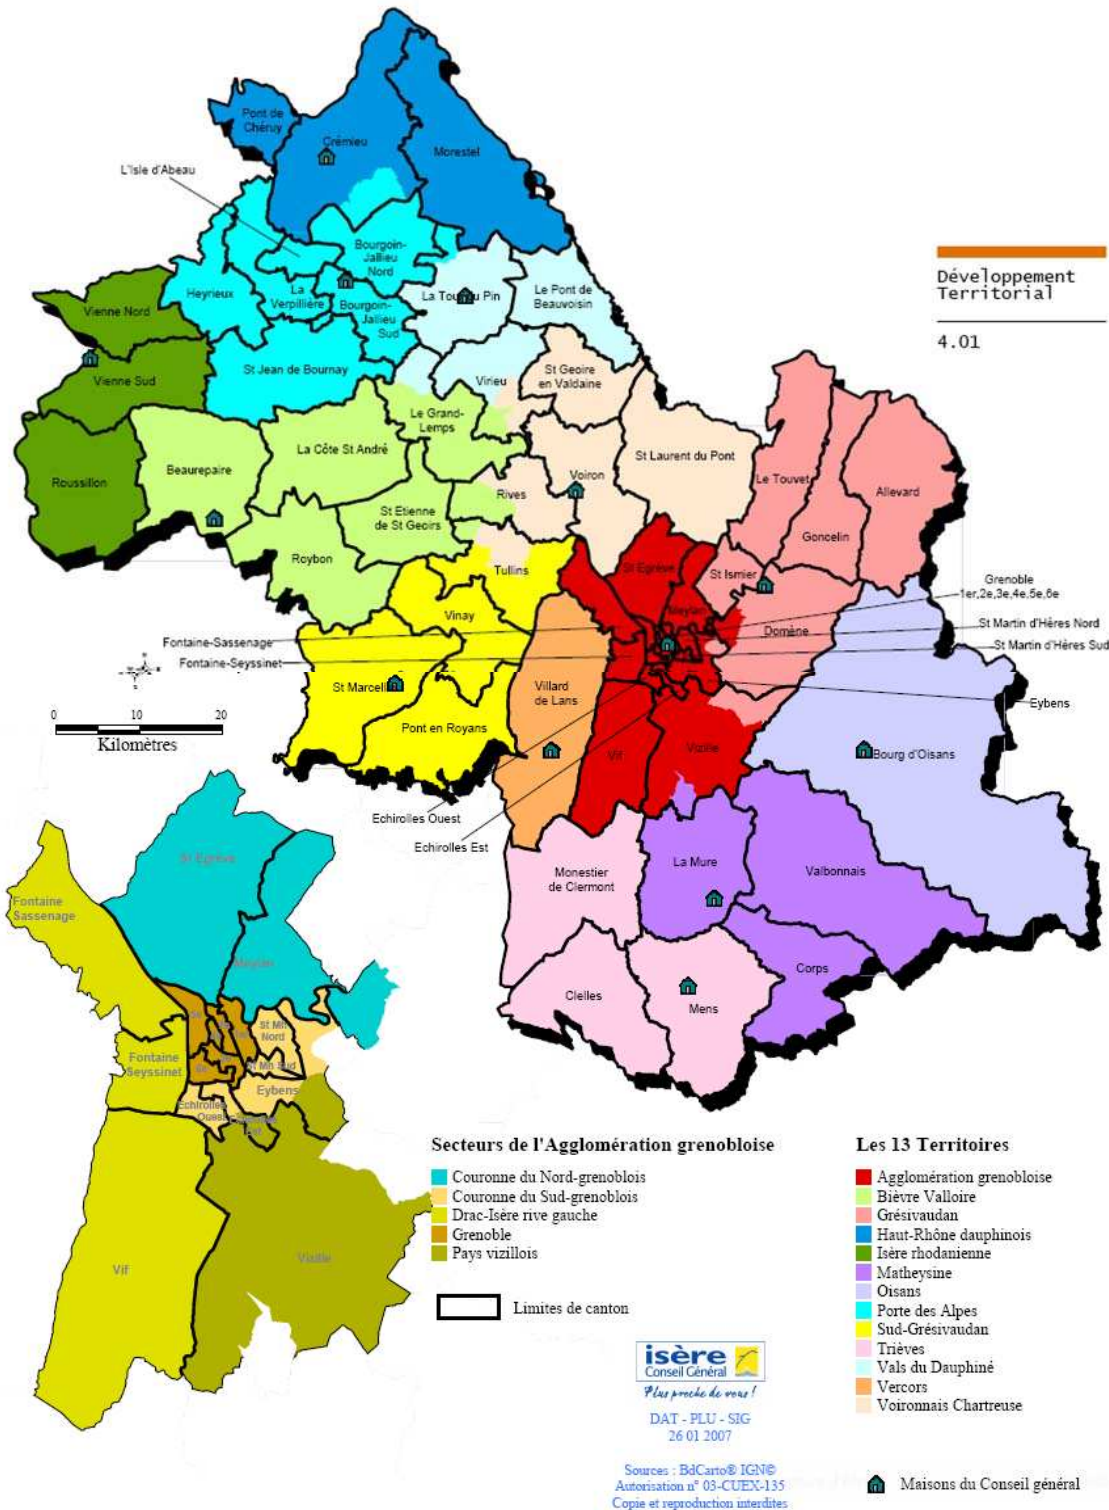 Pont de
Chéruy
Crémieu
Morestel
L'Isle d'Abeau
Bourgoin-
Jallieu
Nord
Développement
Territorial
4.01
Heyrieux
La
Verpillière
Bourgoin-
Jallieu
Sud
La Tour du Pin
Le Pont de
Beauvoisin
Vienne Nord
Vienne Sud
St Jean de Bournay
Virieu
St Geoire
en Valdaine
Le Grand-
Lemps
La Côte St André
Beaurepaire
Roussillon
St Laurent du Pont
Voiron
Rives
Le Touvet
Allevard
Goncelin
St Etienne
de St Geoirs
Roybon
Tullins
St Egrève
St Ismier
Grenoble
1er,2e,3e,4e,5e,6e
Vinay
Meylan
Domène
St Martin d'Hères Nord
Fontaine-Sassenage
St Martin d'Hères Sud
Fontaine-Seyssinet
St Marcellin
Villard
de Lans
Eybens
Pont en Royans
Vif
Vizille
Bourg d'Oisans
0 10 20
Kilomètres
Echirolles Ouest
Echirolles Est
Monestier
de Clermont
La Mure
Valbonnais
Corps
Clelles
Mens
St Egrève
Fontaine
Sassenage
Meylan
5e
St MH
Nord
Fontaine
Seyssinet
6e
St MH Sud
Eybens
Echirolles
Ouest
Echirolles
Est
Vif
Vizille
Secteurs de l'Agglomération grenobloise
Couronne du Nord-grenoblois
Couronne du Sud-grenoblois
Drac-Isère rive gauche
Grenoble
Pays vizillois
Limites de canton
Les 13 Territoires
Agglomération grenobloise
Bièvre Valloire
Grésivaudan
Haut-Rhône dauphinois
Isère rhodanienne
Matheysine
Oisans
Porte des Alpes
Sud-Grésivaudan
Trièves
Vals du Dauphiné
Vercors
Voironnais Chartreuse
isère
Conseil Général
Plus proche de vous !
DAT - PLU - SIG
26 01 2007
Sources : BdCarto® IGN©
Autorisation n° 03-CUEX-135
Copie et reproduction interdites
Maisons du Conseil général